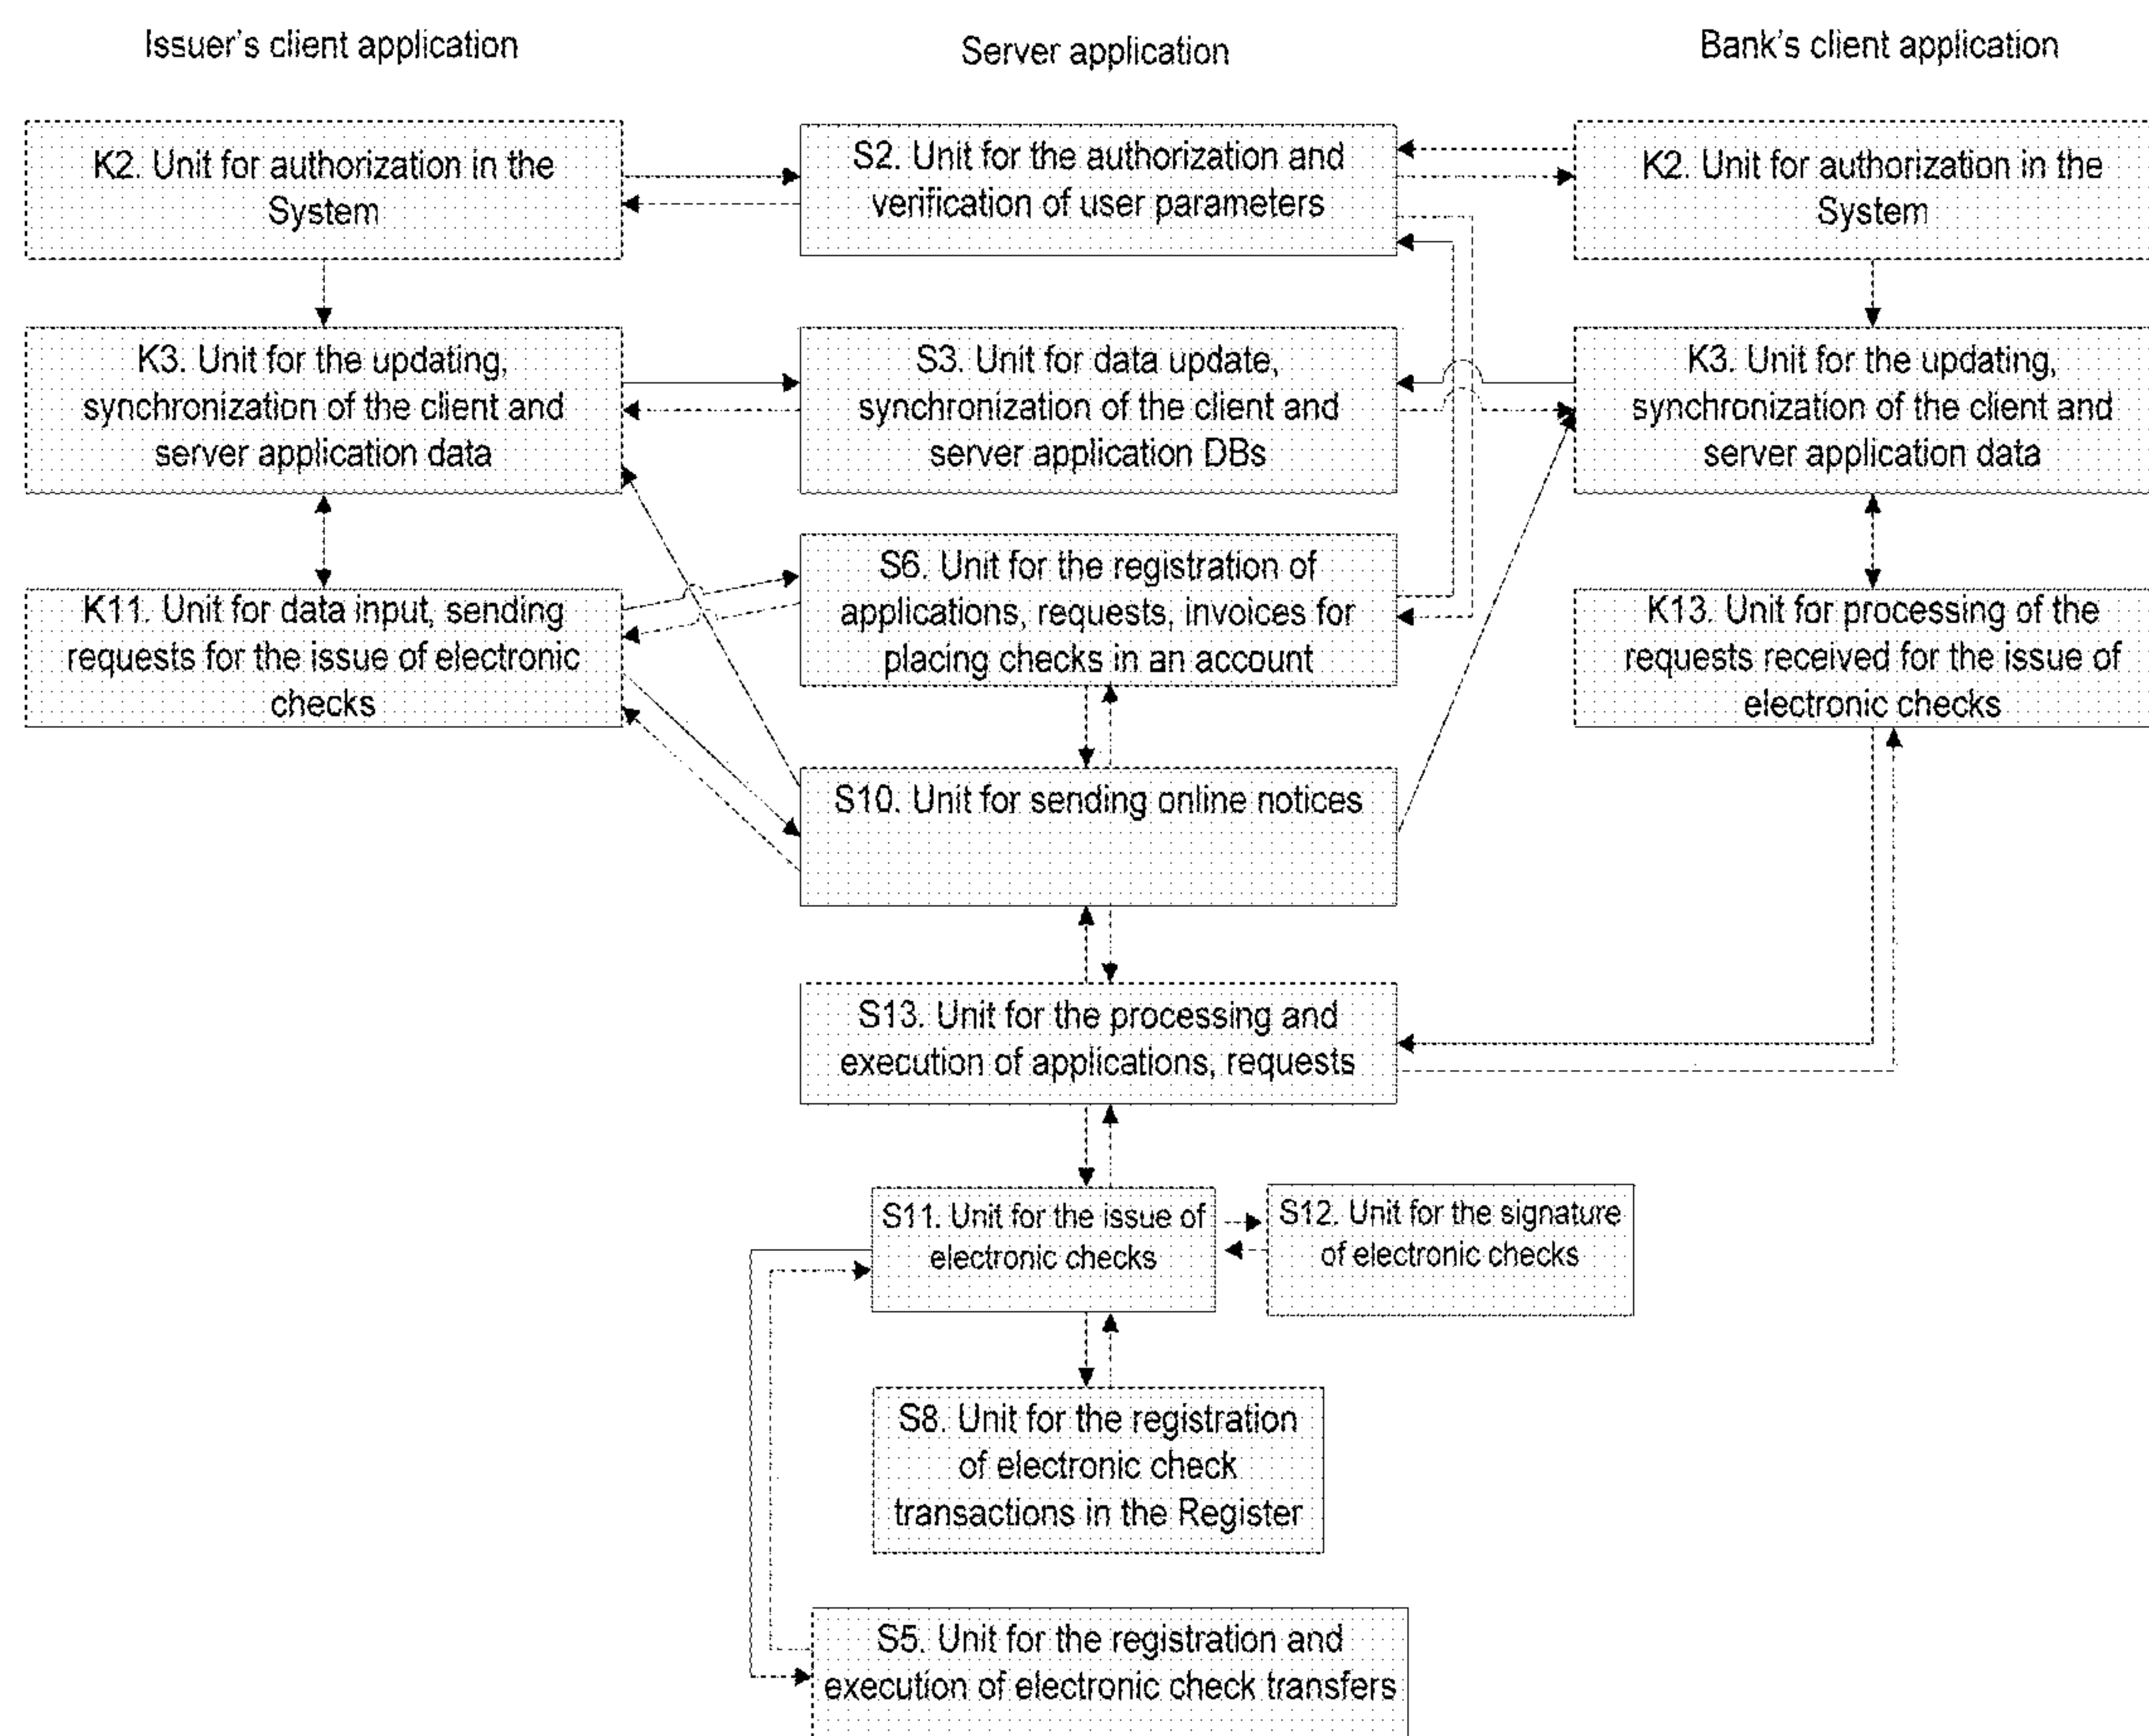 Issuer's client application
Server application
Bank's client application
K2. Unit for authorization in the
System
S2. Unit for the authorization and
verification of user parameters
K2. Unit for authorization in the
System
K3. Unit for the updating,
synchronization of the client and
server application data
S3. Unit for data update,
synchronization of the client and
server application DBs
K3. Unit for the updating,
synchronization of the client and
server application data
K11. Unit for data input, sending
requests for the issue of electronic
checks
S6. Unit for the registration of
applications, requests, invoices for
placing checks in an account
K13. Unit for processing of the
requests received for the issue of
electronic checks
S10. Unit for sending online notices
S13. Unit for the processing and
execution of applications, requests
S11. Unit for the issue of
electronic checks
S12. Unit for the signature
of electronic checks
S8. Unit for the registration
of electronic check
transactions in the Register
S5. Unit for the registration and
execution of electronic check transfers